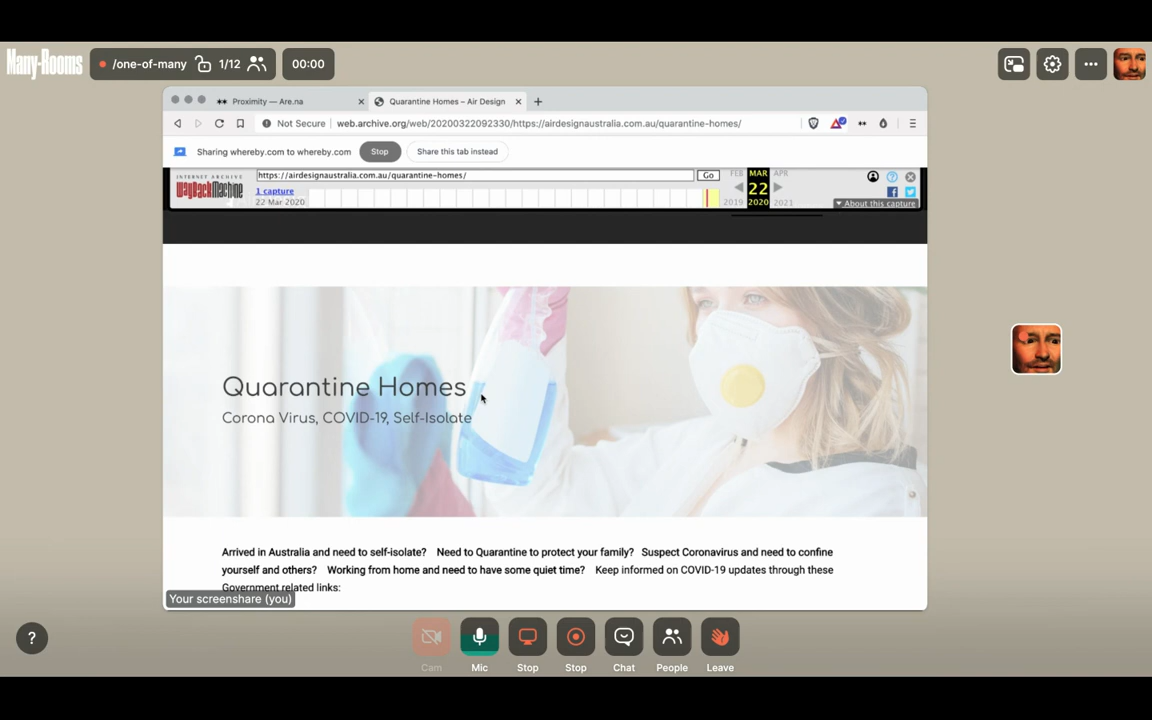 Many-Rooms
/one-of-many
1/12
00:00
Proximity — Are.na
Quarantine Homes – Air Design
Not Secure
web.archive.org/web/20200322092330/https://airdesignaustralia.com.au/quarantine-homes/
Sharing whereby.com to whereby.com
Stop
Share this tab instead
INTERNET ARCHIVE
WayBackMachine
https://airdesignaustralia.com.au/quarantine-homes/
Go
FEB
MAR
APR
1 capture
22
22 Mar 2020
2019
2020
2021
About this capture
Quarantine Homes
Corona Virus, COVID-19, Self-Isolate
Arrived in Australia and need to self-isolate? Need to Quarantine to protect your family? Suspect Coronavirus and need to confine
yourself and others? Working from home and need to have some quiet time? Keep informed on COVID-19 updates through these
Government related links:
Your screenshare (you)
?
Cam
Mic
Stop
Stop
Chat
People
Leave